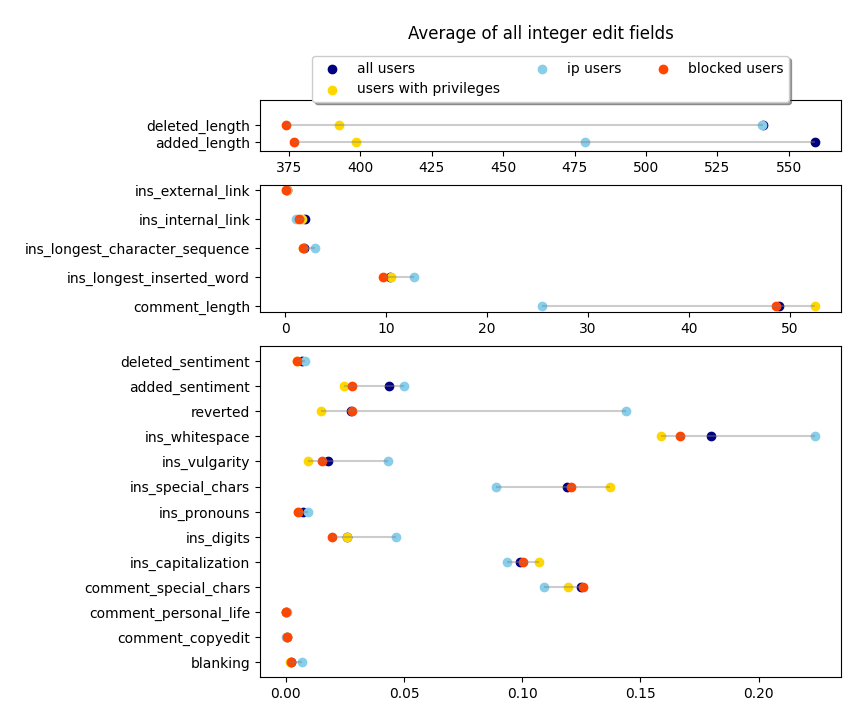 Average of all integer edit fields
all users ip users blocked users
users with privileges
deleted_length
added_length
375 400 425 450 475 500 525 550
ins_external_link
ins_internal_link
ins_longest_character_sequence
ins_longest_inserted_word
comment_length
0 10 20 30 40 50
deleted_sentiment
added_sentiment
reverted
ins_whitespace
ins_vulgarity
ins_special_chars
ins_pronouns
ins_digits
ins_capitalization
comment_special_chars
comment_personal_life
comment_copyedit
blanking
0.00 0.05 0.10 0.15 0.20